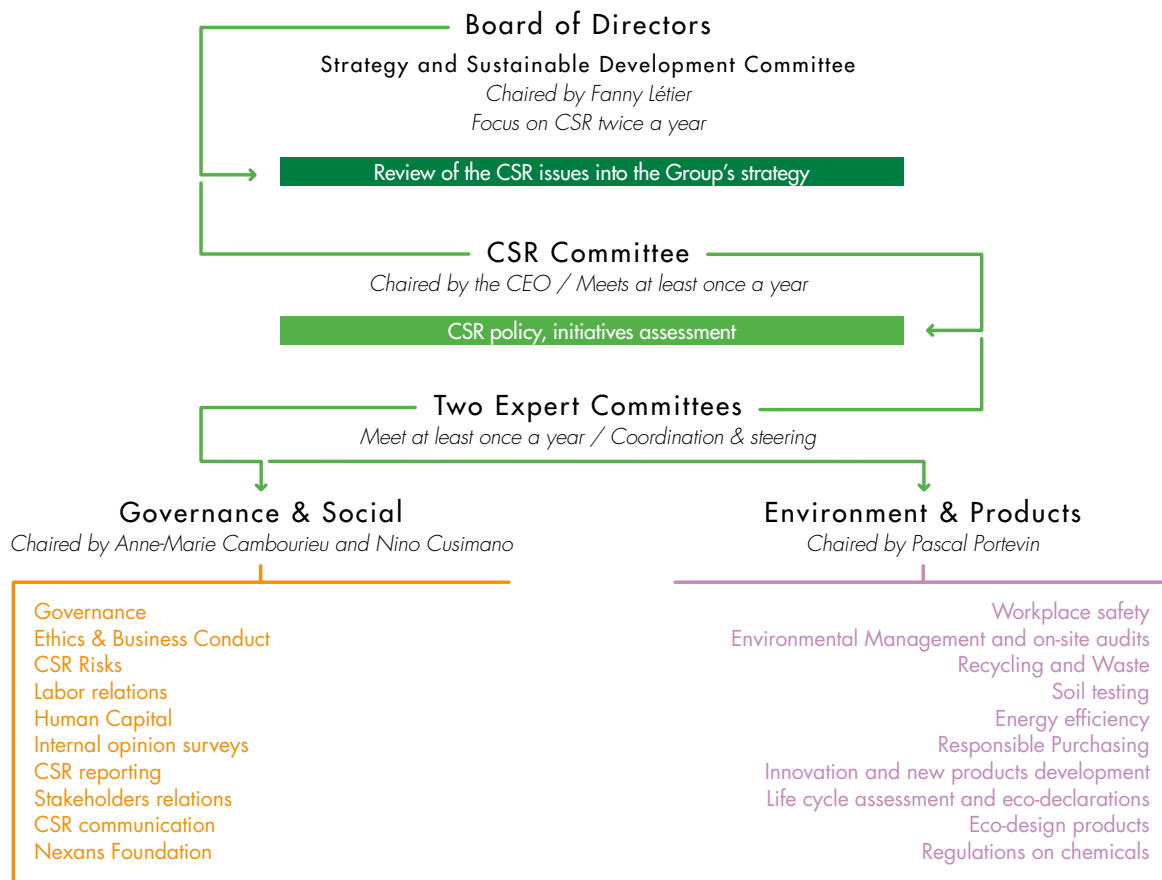 Board of Directors
Strategy and Sustainable Development Committee
Chaired by Fanny Létier
Focus on CSR twice a year
Review of the CSR issues into the Group's strategy
CSR Committee
Chaired by the CEO / Meets at least once a year
CSR policy, initiatives assessment
Two Expert Committees
Meet at least once a year / Coordination & steering
Governance & Social
Chaired by Anne-Marie Cambourieu and Nino Cusimano
Governance
Ethics & Business Conduct
CSR Risks
Labor relations
Human Capital
Internal opinion surveys
CSR reporting
Stakeholders relations
CSR communication
Nexans Foundation
Environment & Products
Chaired by Pascal Portevin
Workplace safety
Environmental Management and on-site audits
Recycling and Waste
Soil testing
Energy efficiency
Responsible Purchasing
Innovation and new products development
Life cycle assessment and eco-declarations
Eco-design products
Regulations on chemicals